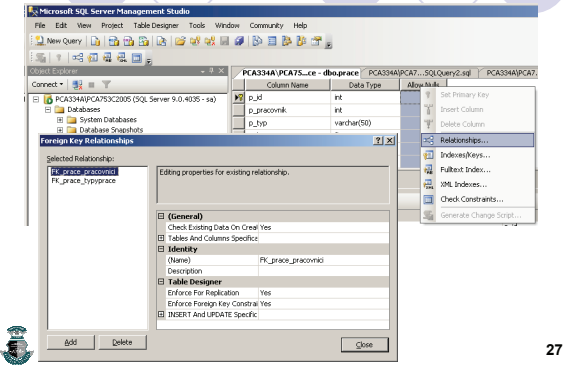 Microsoft SQL Server Management Studio
File Edit View Project Table Designer Tools Window Community Help
New Query
Object Explorer
PCA334A\PCA75...ce - dbo.prace PCA334A\PCA7...SQLQuery2.sql PCA334A\PCA7.
Connect
Column Name Data Type Allow Nulls
PCA334A\PCA753C2005 (SQL Server 9.0.4035 - sa)
Databases
System Databases
Database Snapshots
p_id int
p_pracovnik int
p_typ varchar(50)
Set Primary Key
Insert Column
Delete Column
Relationships...
Indexes/Keys...
Fulltext Index...
XML Indexes...
Check Constraints...
Generate Change Script...
Foreign Key Relationships
Selected Relationship:
FK_prace_pracovnici
FK_prace_typyprace
Editing properties for existing relationship.
(General)
Check Existing Data On Creat Yes
Tables And Columns Specifica
Identity
(Name) FK_prace_pracovnici
Description
Table Designer
Enforce For Replication Yes
Enforce Foreign Key Constrai Yes
INSERT And UPDATE Specific
Add Delete Close
27